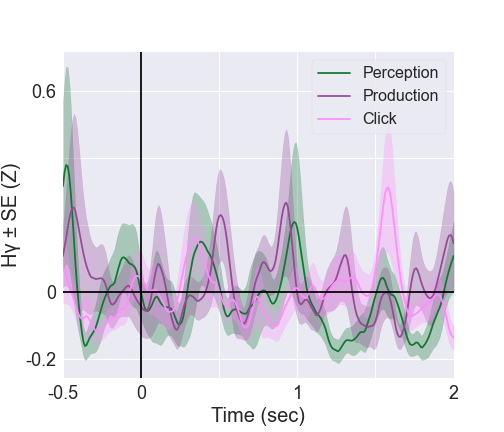 Perception
Production
Click
Hγ ± SE (Z)
0.6
0
-0.2
-0.5 0 1 2
Time (sec)